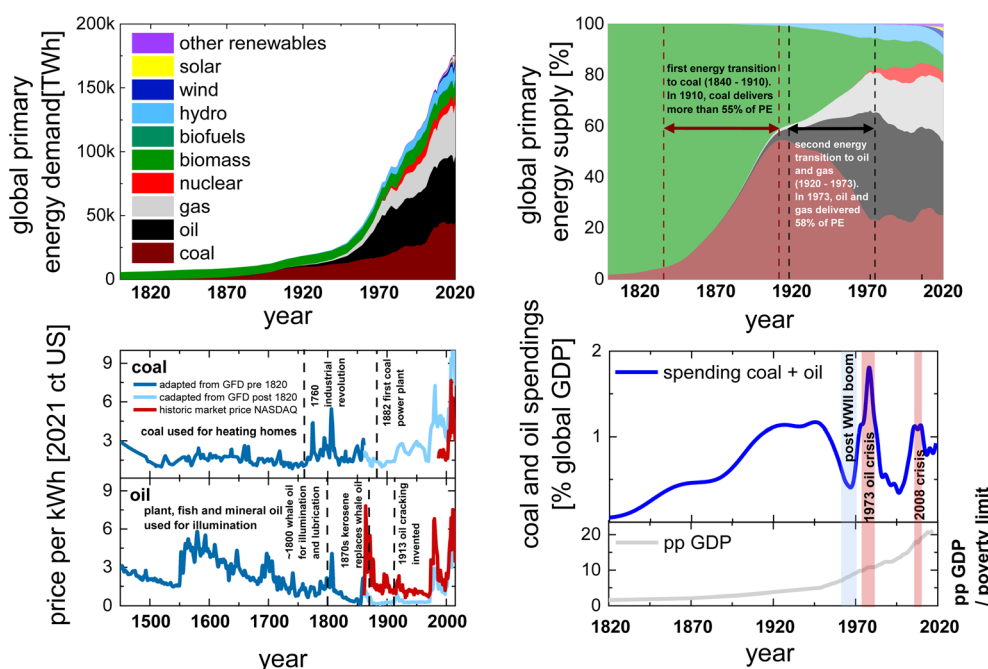 global primary
energy demand[TWh]
200k
150k
100k
50k
0
other renewables
solar
wind
hydro
biofuels
biomass
nuclear
gas
oil
coal
1820
1870
1920
1970
2020
year
global primary
energy supply [%]
100
80
60
40
20
0
first energy transition
to coal (1840 - 1910).
In 1910, coal delivers
more than 55% of PE
second energy
transition to oil
and gas
(1920 - 1973).
In 1973, oil and
gas delivered
58% of PE
1820
1870
1920
1970
2020
year
price per kWh [2021 ct US]
9
6
3
coal
adapted from GFD pre 1820
cadapted from GFD post 1820
historic market price NASDAQ
coal used for heating homes
1760
industrial
revolution
1882 first coal
power plant
9
6
3
0
oil
plant, fish and mineral oil
used for illumination
~1800 whale oil
for illumination
and lubrication
1870s kerosene
replaces whale oil
1913 oil cracking
invented
1500
1600
1700
1800
1900
2000
year
coal and oil spendings
[% global GDP]
2
1
0
spending coal + oil
post WWII boom
1973 oil crisis
2008 crisis
20
10
0
pp GDP
pp GDP
/ poverty limit
1820
1870
1920
1970
2020
year